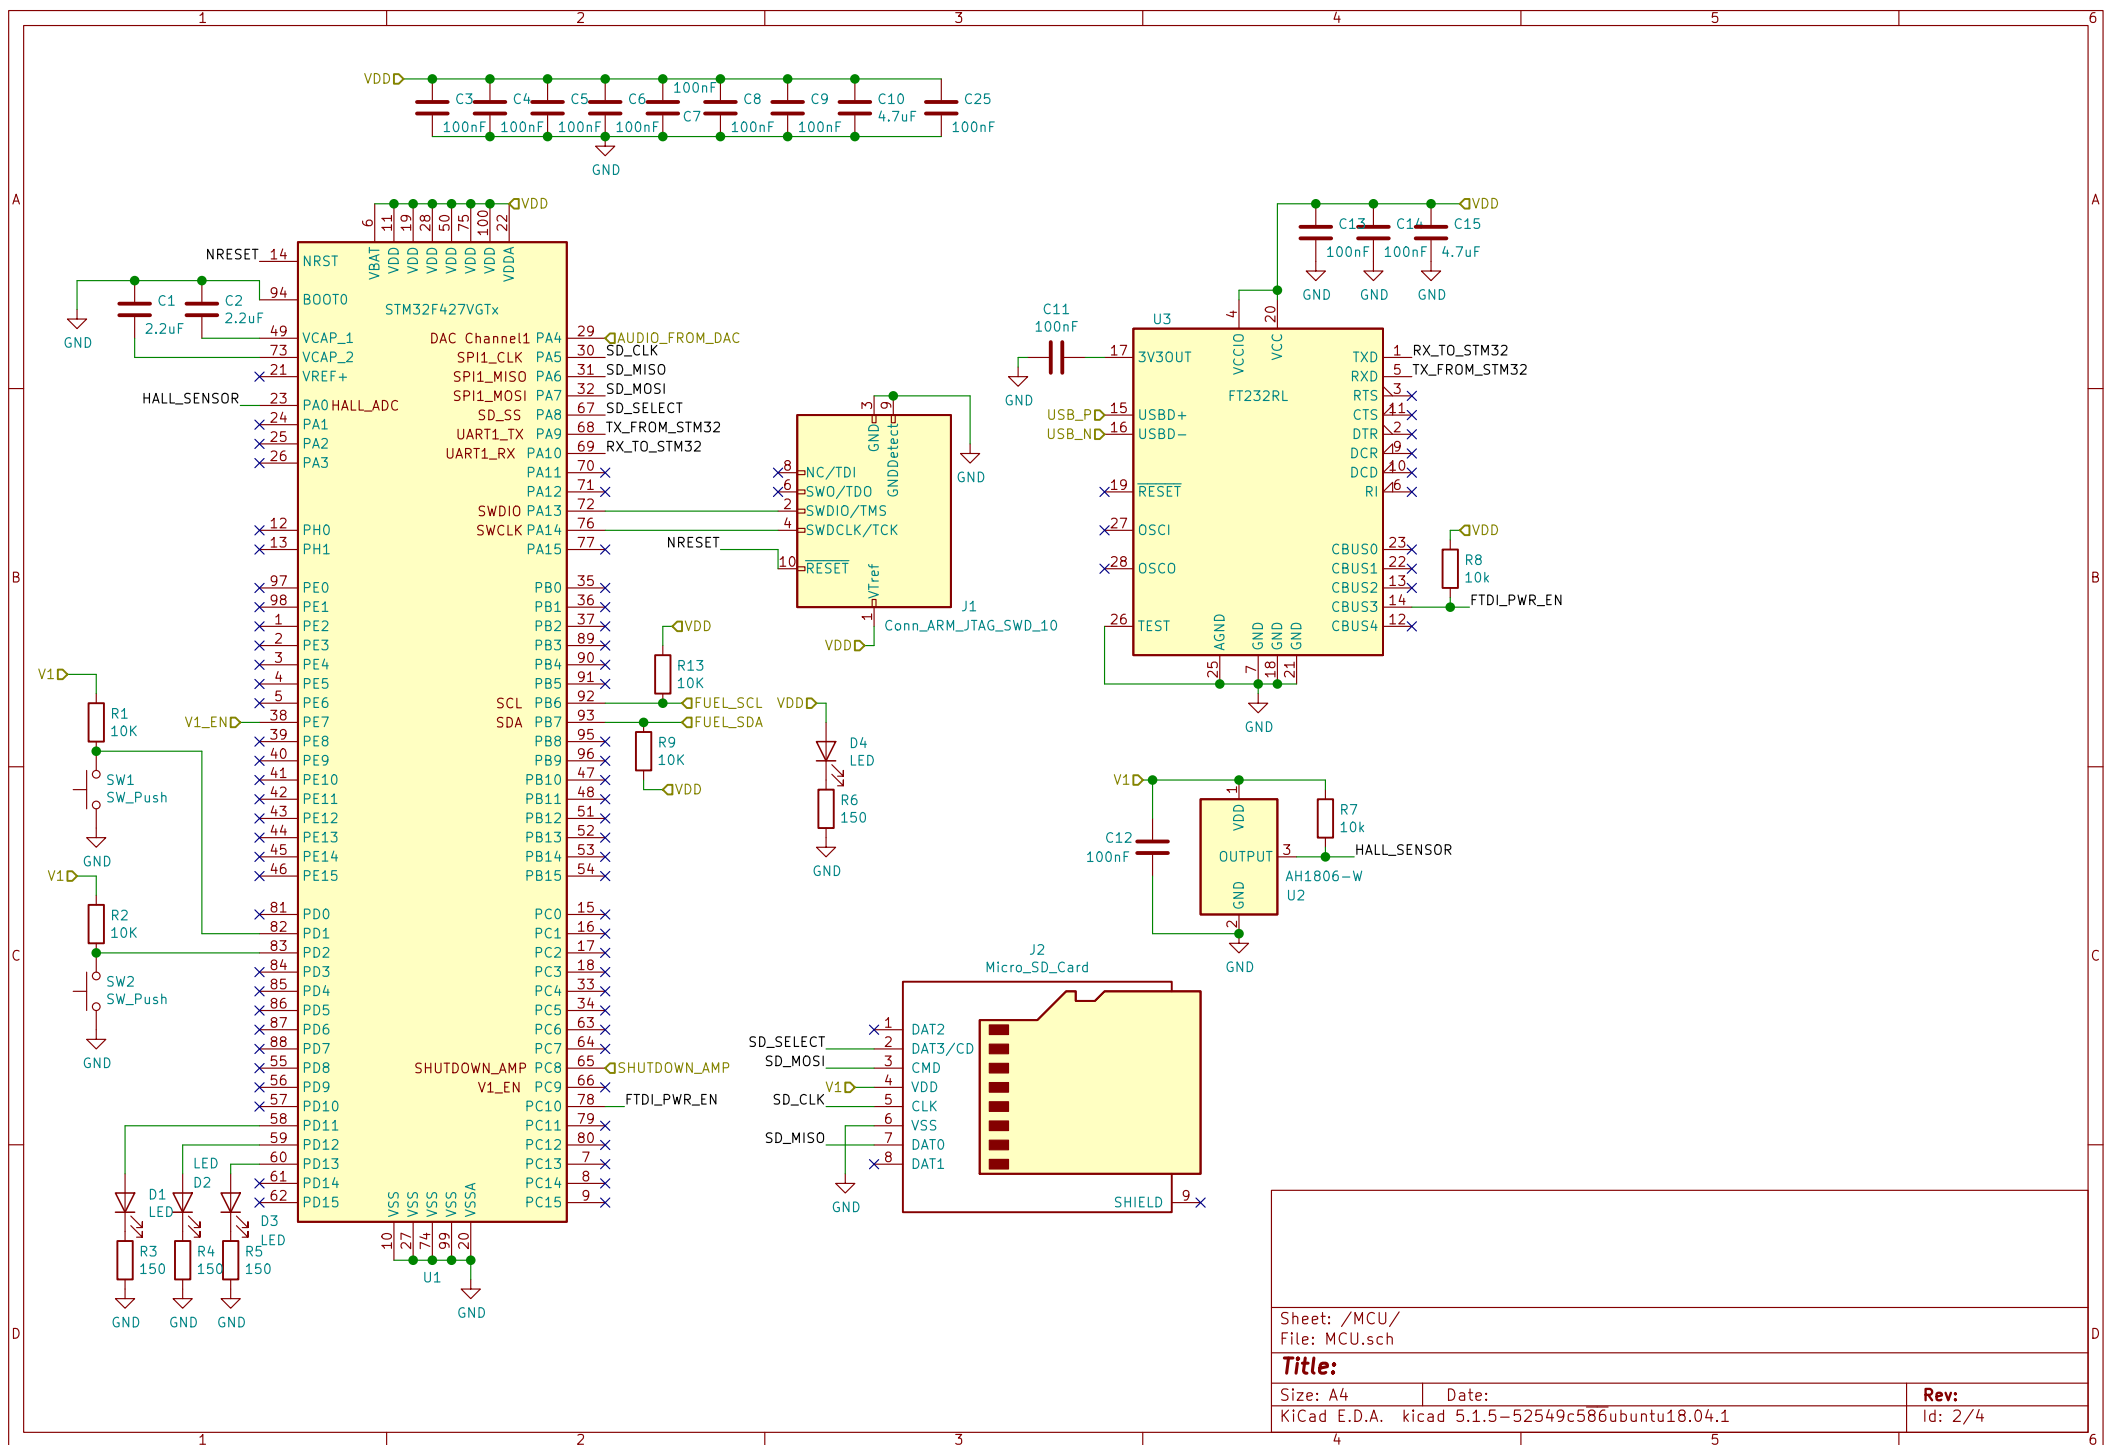 1 2 3 4 5 6
A
B
C
D
VDD
C3 100nF
C4 100nF
C5 100nF
C6 100nF
100nF C7
C8 100nF
C9 100nF
C10 4.7uF
C25 100nF
GND
VDD
6 11 19 28 50 75 100 22
VBAT VDD VDD VDD VDD VDD VDD VDDA
STM32F427VGTx
NRESET 14 NRST
94 BOOT0
C1 2.2uF
C2 2.2uF
GND
49 VCAP_1
73 VCAP_2
21 VREF+
HALL_SENSOR 23 PA0 HALL_ADC
24 PA1
25 PA2
26 PA3
12 PH0
13 PH1
97 PE0
98 PE1
1 PE2
2 PE3
3 PE4
4 PE5
5 PE6
V1_EN 38 PE7
39 PE8
40 PE9
41 PE10
42 PE11
43 PE12
44 PE13
45 PE14
46 PE15
81 PD0
82 PD1
83 PD2
84 PD3
85 PD4
86 PD5
87 PD6
88 PD7
55 PD8
56 PD9
57 PD10
58 PD11
59 PD12
60 PD13
61 PD14
62 PD15
DAC Channel1 PA4 29 AUDIO_FROM_DAC
SPI1_CLK PA5 30 SD_CLK
SPI1_MISO PA6 31 SD_MISO
SPI1_MOSI PA7 32 SD_MOSI
SD_SS PA8 67 SD_SELECT
UART1_TX PA9 68 TX_FROM_STM32
UART1_RX PA10 69 RX_TO_STM32
PA11 70
PA12 71
SWDIO PA13 72
SWCLK PA14 76
PA15 77
PB0 35
PB1 36
PB2 37
PB3 89
PB4 90
PB5 91
SCL PB6 92 FUEL_SCL
SDA PB7 93 FUEL_SDA
PB8 95
PB9 96
PB10 47
PB11 48
PB12 51
PB13 52
PB14 53
PB15 54
PC0 15
PC1 16
PC2 17
PC3 18
PC4 33
PC5 34
PC6 63
PC7 64
SHUTDOWN_AMP PC8 65 SHUTDOWN_AMP
V1_EN PC9 66
PC10 78 FTDI_PWR_EN
PC11 79
PC12 80
PC13 7
PC14 8
PC15 9
VSS VSS VSS VSS VSSA
10 27 74 99 20
U1
GND
V1
R1
10K
SW1
SW_Push
GND
V1
R2
10K
SW2
SW_Push
GND
D1
LED
LED
D2
D3
LED
R3
150
R4
150
R5
150
GND GND GND
VDD
R13
10K
R9
10K
VDD
VDD
D4
LED
R6
150
GND
3 9
GND GNDDetect
GND
8 NC/TDI
6 SWO/TDO
2 SWDIO/TMS
4 SWDCLK/TCK
NRESET 10 RESET
VTref
1
VDD
J1
Conn_ARM_JTAG_SWD_10
VDD
C13 100nF
C14 100nF
C15 4.7uF
GND GND GND
C11
100nF
GND
U3
4 20
VCCIO VCC
FT232RL
17 3V3OUT
USB_P 15 USBD+
USB_N 16 USBD-
19 RESET
27 OSCI
28 OSCO
26 TEST
TXD 1 RX_TO_STM32
RXD 5 TX_FROM_STM32
RTS 3
CTS 11
DTR 2
DCR 9
DCD 10
RI 6
CBUS0 23
CBUS1 22
CBUS2 13
CBUS3 14 FTDI_PWR_EN
CBUS4 12
VDD
R8
10k
AGND GND GND GND
25 7 18 21
GND
V1
C12
100nF
1
VDD
OUTPUT 3 HALL_SENSOR
GND
2
R7
10k
AH1806-W
U2
GND
J2
Micro_SD_Card
1 DAT2
SD_SELECT 2 DAT3/CD
SD_MOSI 3 CMD
V1 4 VDD
SD_CLK 5 CLK
6 VSS
SD_MISO 7 DAT0
8 DAT1
GND
SHIELD 9
Sheet: /MCU/
File: MCU.sch
Title:
Size: A4 Date: Rev:
KiCad E.D.A. kicad 5.1.5-52549c586ubuntu18.04.1 Id: 2/4
A
B
C
D
1 2 3 4 5 6